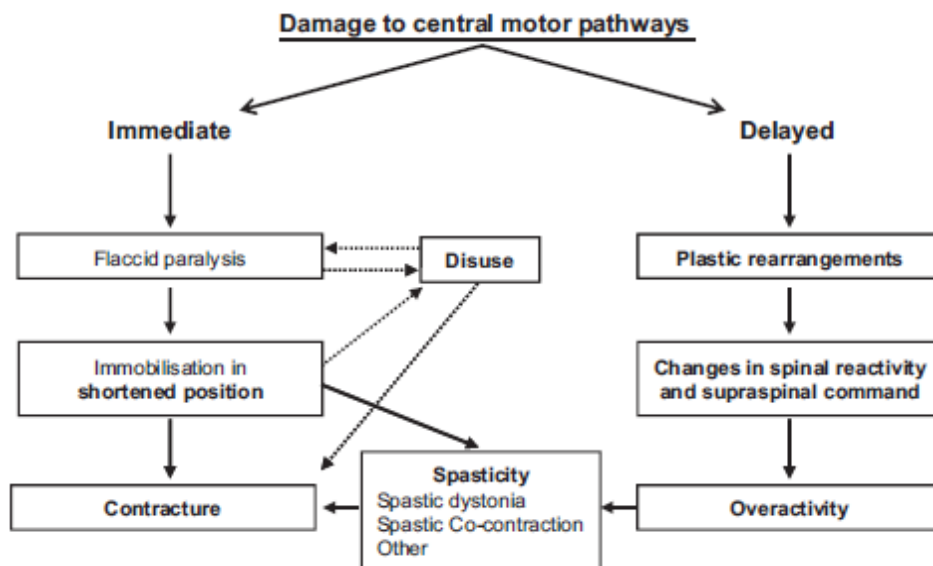 Damage to central motor pathways
Immediate
Delayed
Flaccid paralysis
Disuse
Plastic rearrangements
Immobilisation in
shortened position
Changes in spinal reactivity
and supraspinal command
Contracture
Spasticity
Spastic dystonia
Spastic Co-contraction
Other
Overactivity